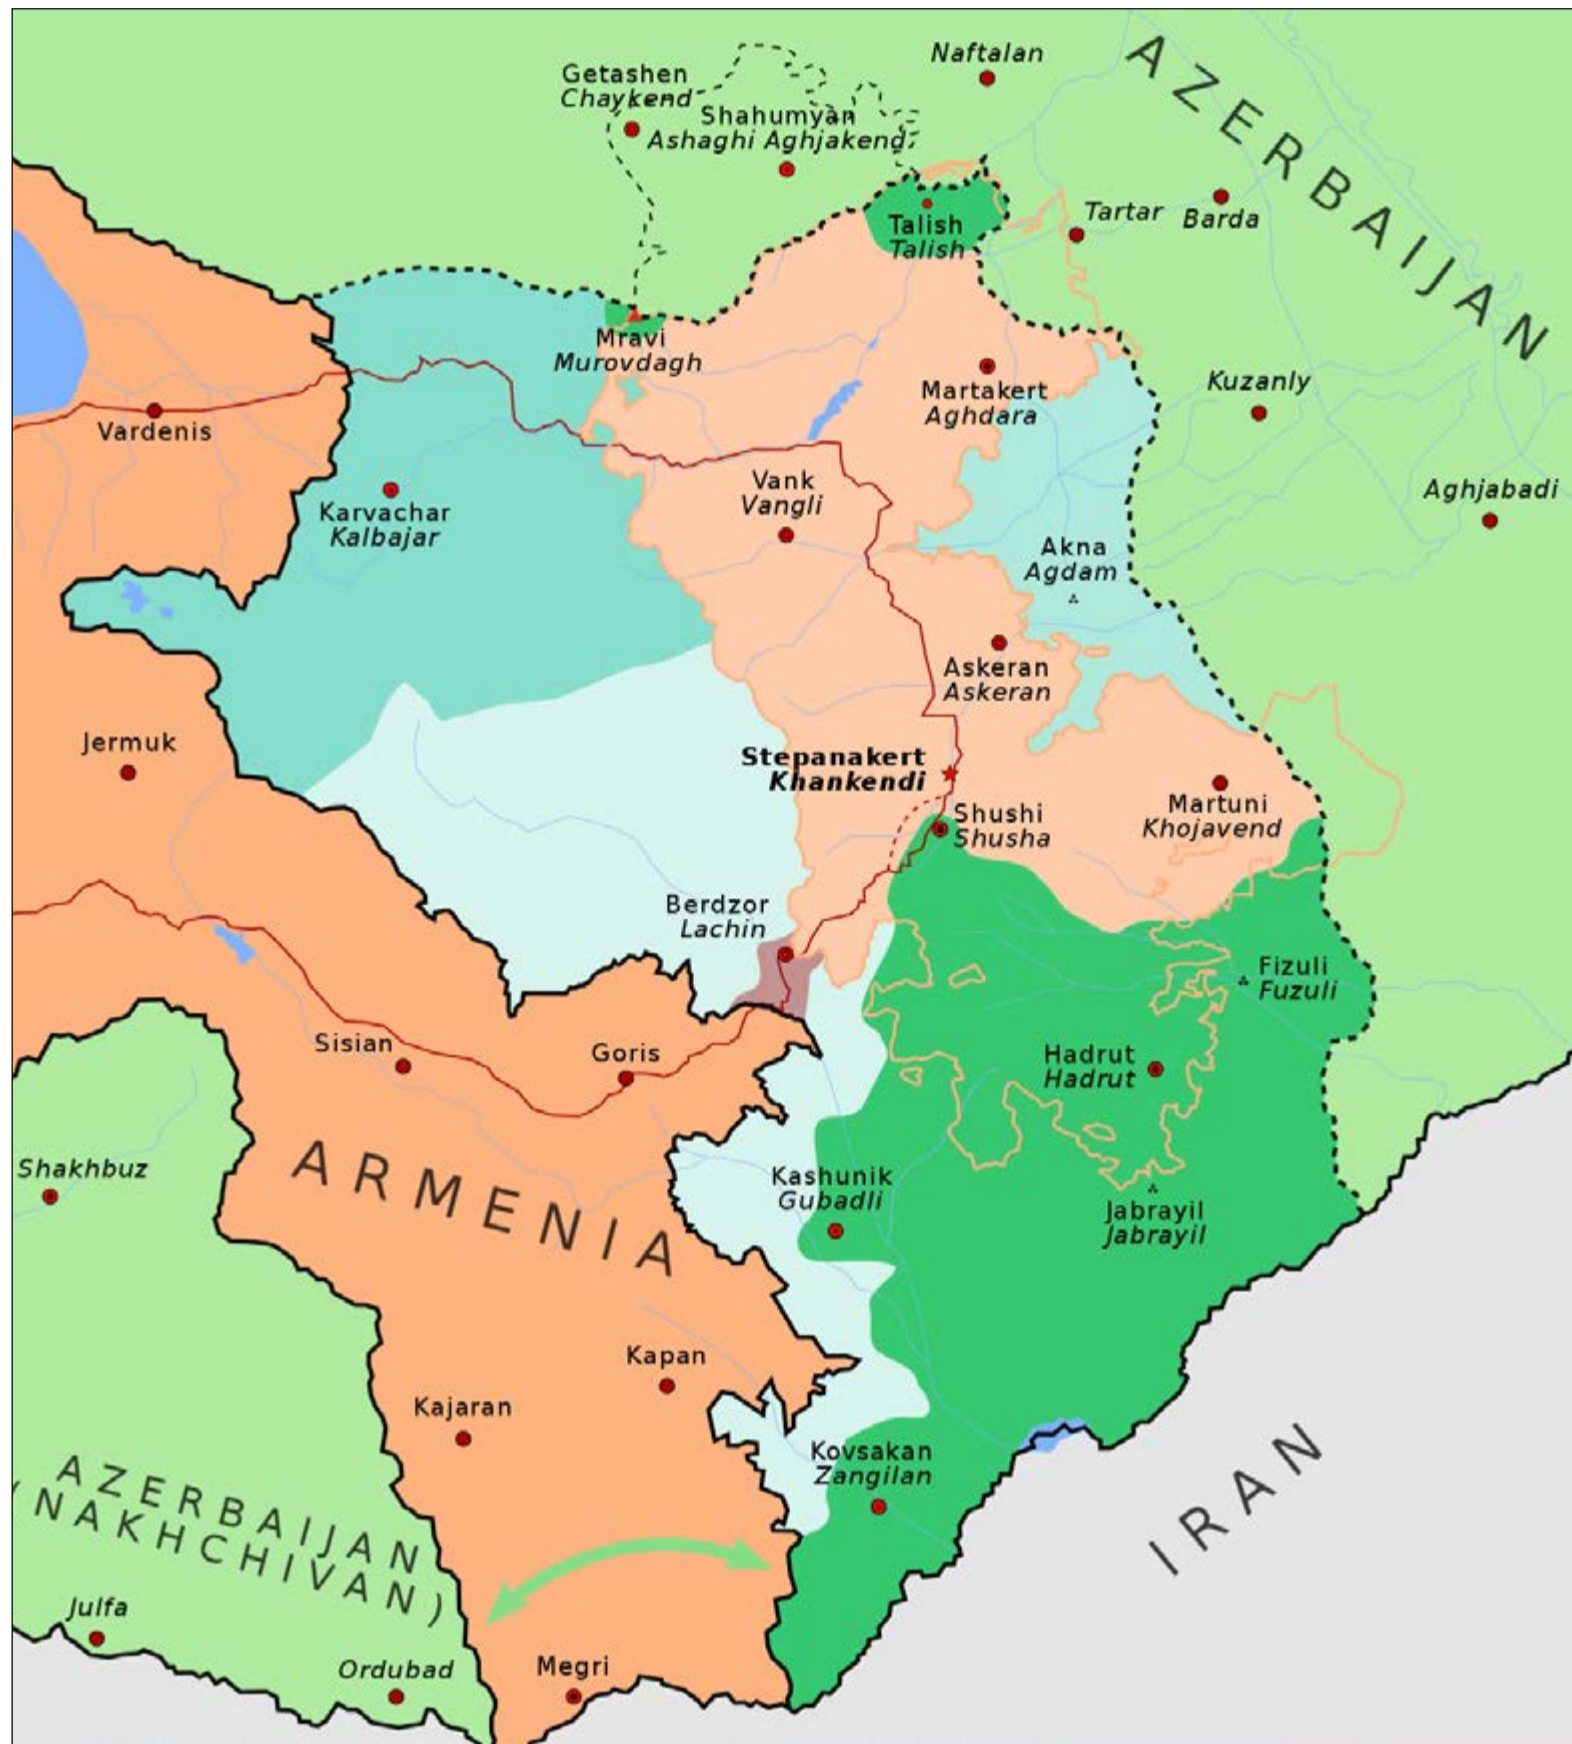 Naftalan
AZERBAIJAN
Getashen
Chaykend
Shahumyan
Ashaghi Aghjakend
Talish
Talish
Tartar
Barda
Mravi
Murovdagh
Martakert
Aghdara
Kuzanly
Vardenis
Vank
Vangli
Aghjabadi
Karvachar
Kalbajar
Akna
Agdam
Askeran
Askeran
Jermuk
Stepanakert
Khankendi
Martuni
Khojavend
Shushi
Shusha
Berdzor
Lachin
Fizuli
Fuzuli
Sisian
Goris
Hadrut
Hadrut
Shakhbuz
ARMENIA
Kashunik
Gubadli
Jabrayil
Jabrayil
Kapan
Kajaran
Kovsakan
Zangilan
IRAN
AZERBAIJAN
(NAKHCHIVAN)
Julfa
Ordubad
Megri